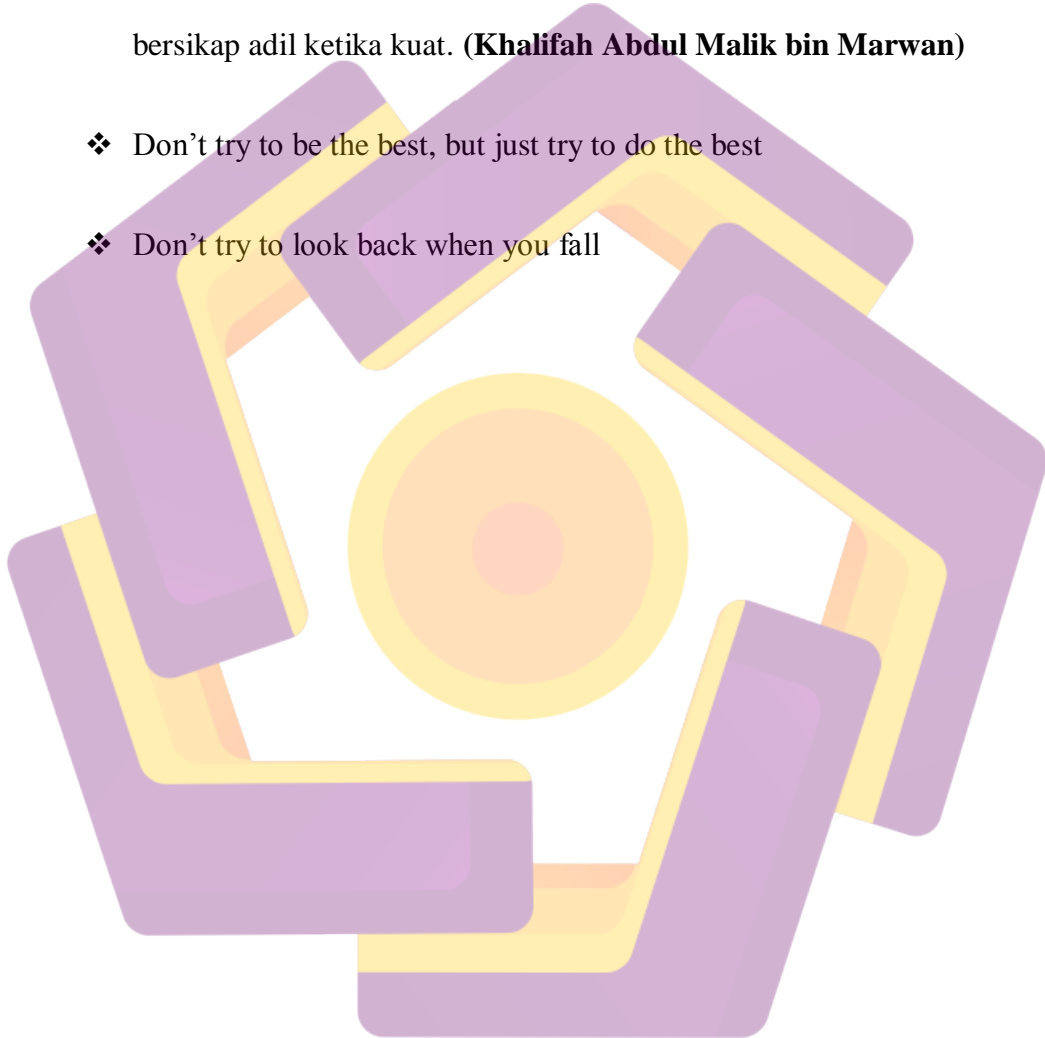 bersikap adil ketika kuat. (Khalifah Abdul Malik bin Marwan)
❖ Don’t try to be the best, but just try to do the best
❖ Don’t try to look back when you fall